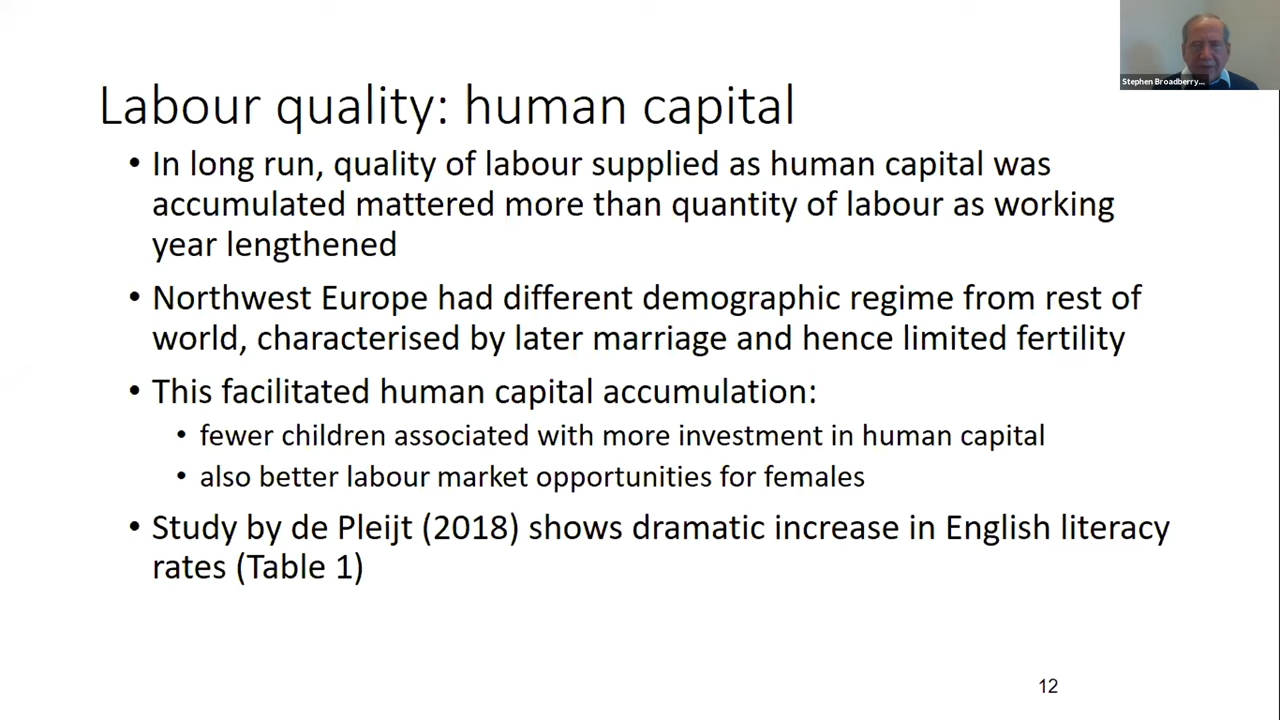 Stephen Broadberry...
Labour quality: human capital
• In long run, quality of labour supplied as human capital was
accumulated mattered more than quantity of labour as working
year lengthened
• Northwest Europe had different demographic regime from rest of
world, characterised by later marriage and hence limited fertility
• This facilitated human capital accumulation:
• fewer children associated with more investment in human capital
• also better labour market opportunities for females
• Study by de Pleijt (2018) shows dramatic increase in English literacy
rates (Table 1)
12